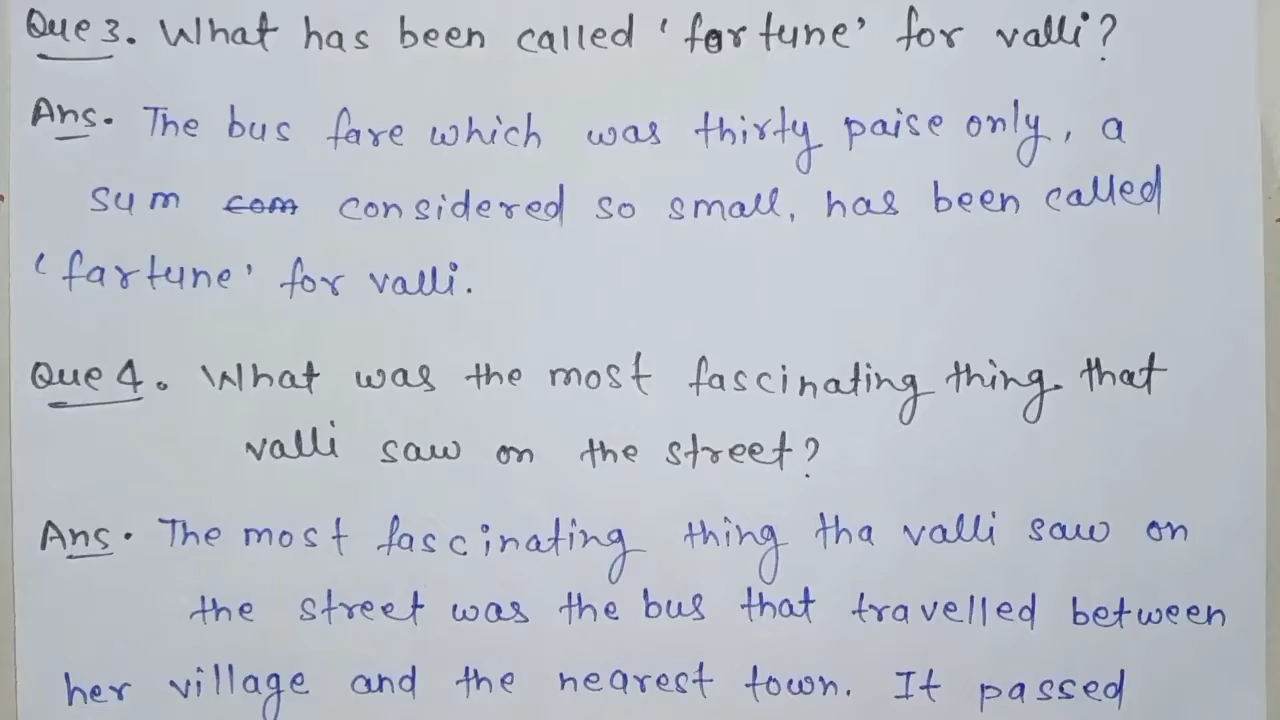 Que 3. What has been called 'fortune' for valli?
Ans. The bus fare which was thirty paise only, a
sum com considered so small, has been called
'fartune' for valli.
Que 4. What was the most fascinating thing that
valli saw on the street?
Ans. The most fascinating thing tha valli saw on
the street was the bus that travelled between
her village and the nearest town. It passed